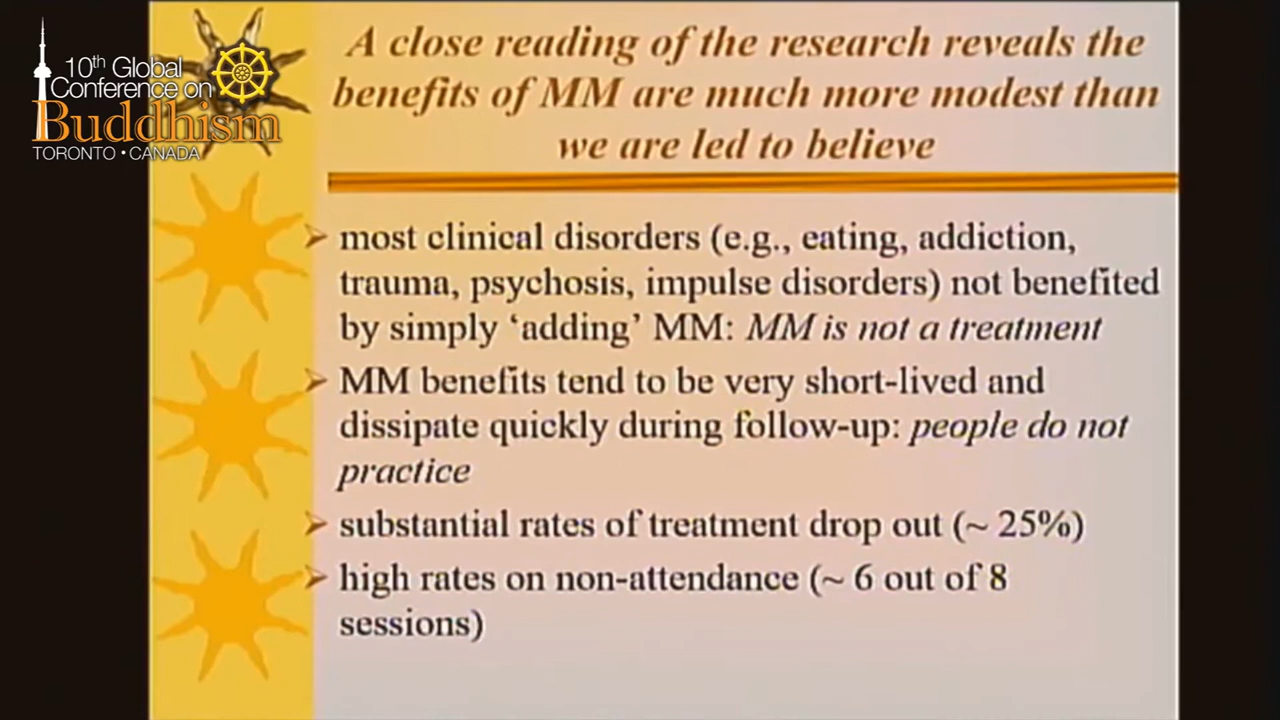 10th Global
Conference on
Buddhism
TORONTO • CANADA
A close reading of the research reveals the
benefits of MM are much more modest than
we are led to believe
➢ most clinical disorders (e.g., eating, addiction,
trauma, psychosis, impulse disorders) not benefited
by simply ‘adding’ MM: MM is not a treatment
➢ MM benefits tend to be very short-lived and
dissipate quickly during follow-up: people do not
practice
➢ substantial rates of treatment drop out (~ 25%)
➢ high rates on non-attendance (~ 6 out of 8
sessions)